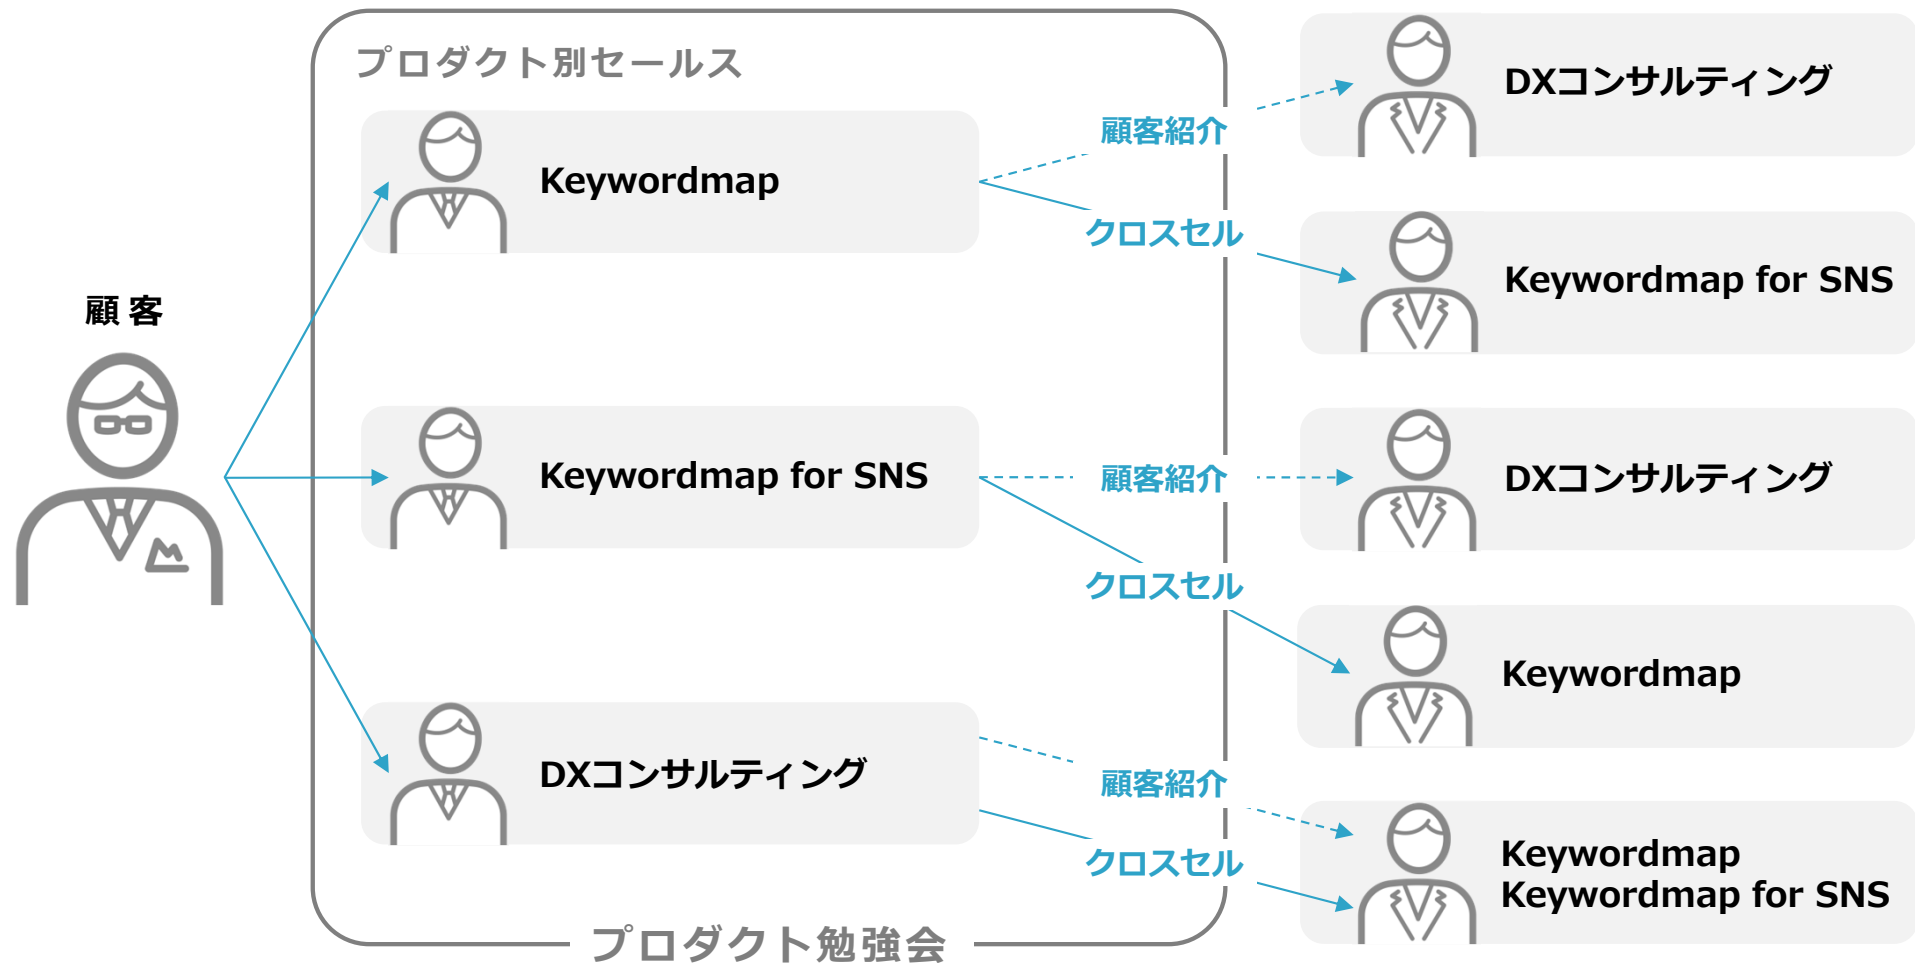 顧客
プロダクト別セールス
Keywordmap
Keywordmap for SNS
DXコンサルティング
プロダクト勉強会
顧客紹介
クロスセル
顧客紹介
クロスセル
顧客紹介
クロスセル
DXコンサルティング
Keywordmap for SNS
DXコンサルティング
Keywordmap
Keywordmap
Keywordmap for SNS